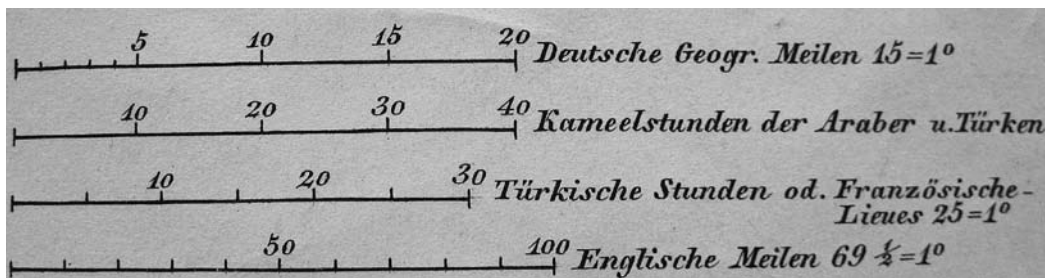 5 10 15 20 Deutsche Geogr. Meilen 15=1°
10 20 30 40 Kameelstunden der Araber u. Türken
10 20 30 Türkische Stunden od. Französische-
Lieues 25=1°
50 100 Englische Meilen 69 ½=1°